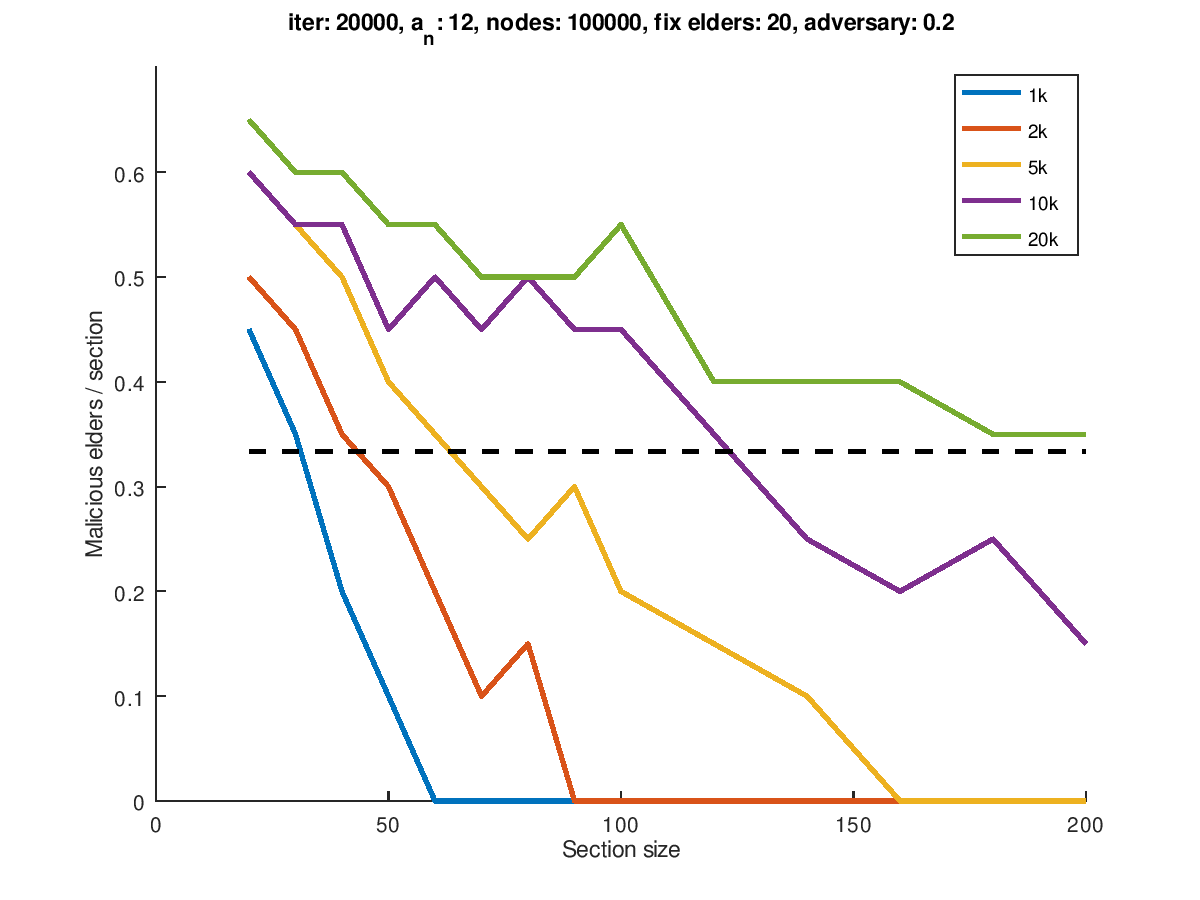 iter: 20000, a_n: 12, nodes: 100000, fix elders: 20, adversary: 0.2
1k
2k
5k
10k
20k
0.6
0.5
0.4
0.3
0.2
0.1
0
Malicious elders / section
0 50 100 150 200
Section size